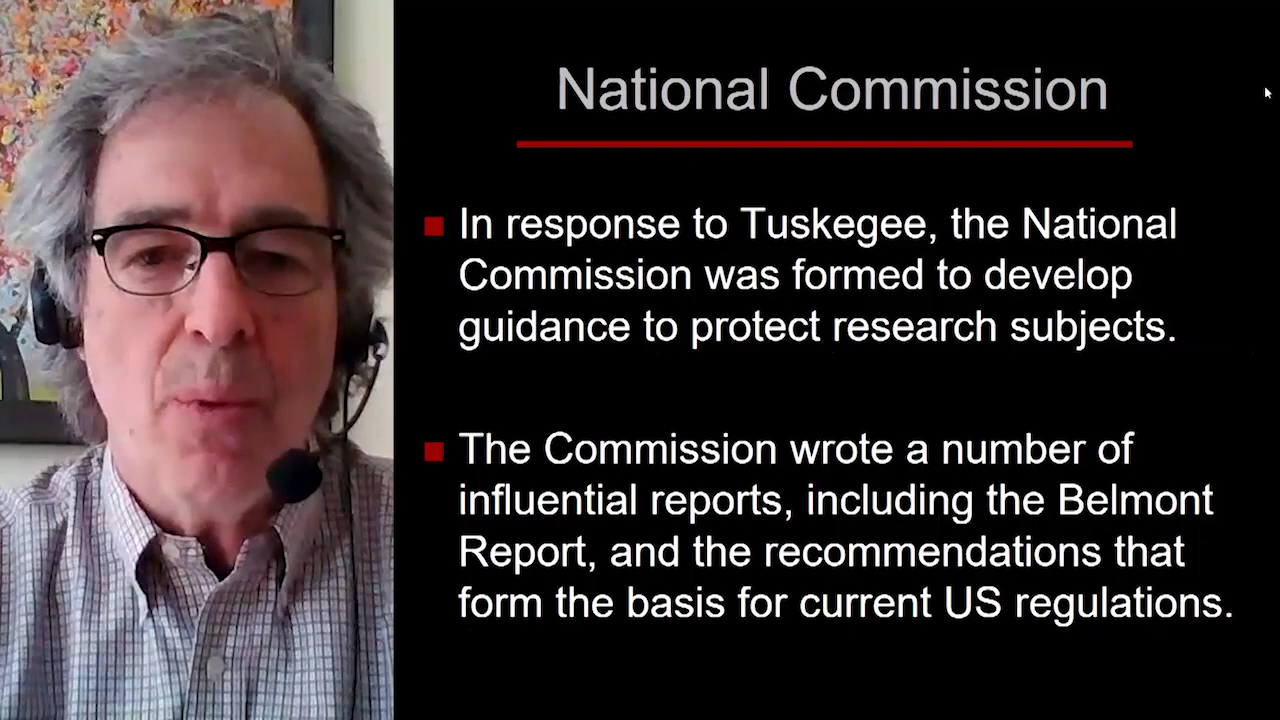 National Commission
In response to Tuskegee, the National
Commission was formed to develop
guidance to protect research subjects.
The Commission wrote a number of
influential reports, including the Belmont
Report, and the recommendations that
form the basis for current US regulations.